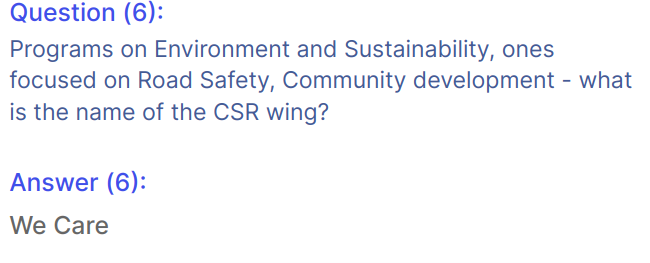 Question (6):
Programs on Environment and Sustainability, ones
focused on Road Safety, Community development - what
is the name of the CSR wing?
Answer (6):
We Care